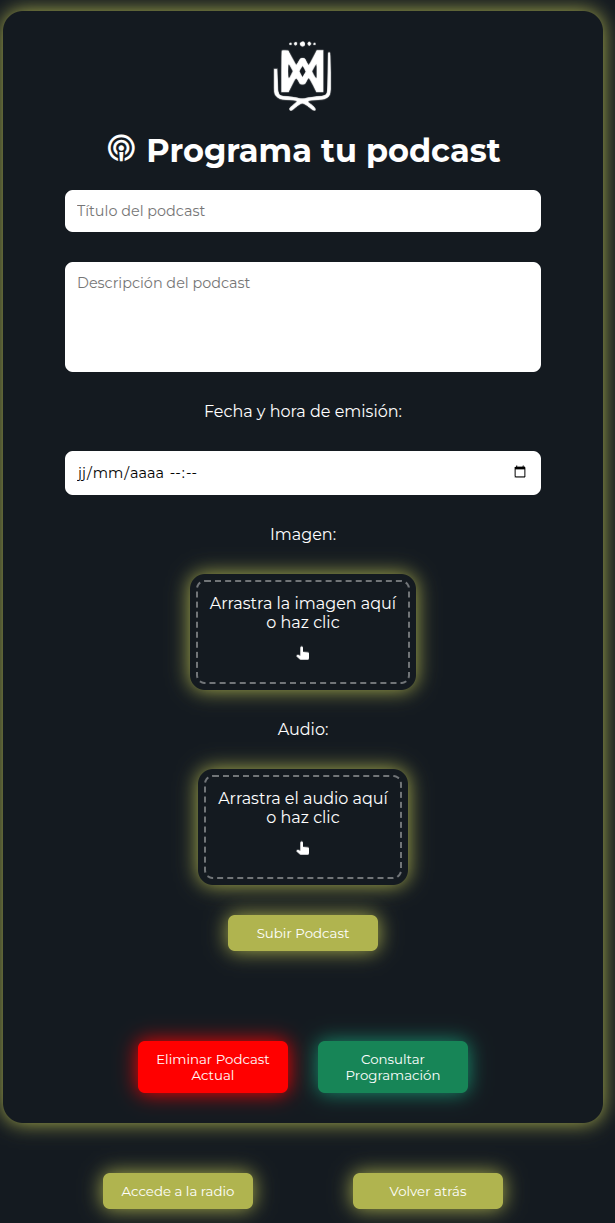 Programa tu podcast
Título del podcast
Descripción del podcast
Fecha y hora de emisión:
jj/mm/aaaa --:--
Imagen:
Arrastra la imagen aquí
o haz clic
Audio:
Arrastra el audio aquí
o haz clic
Subir Podcast
Eliminar Podcast
Actual
Consultar
Programación
Accede a la radio
Volver atrás